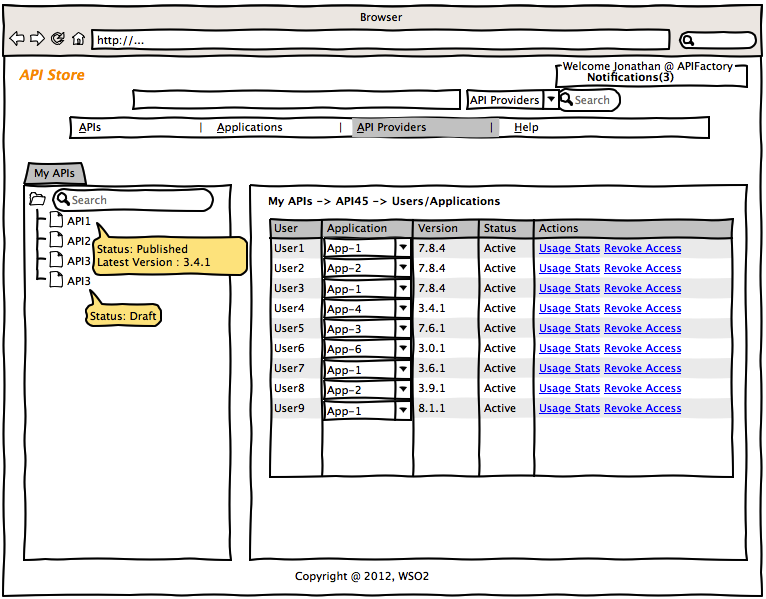 Browser
http://...
API Store
Welcome Jonathan @ APIFactory
Notifications(3)
API Providers
Search
APIs | Applications | API Providers | Help
My APIs
Search
API1
API2
API3
API3
Status: Published
Latest Version : 3.4.1
Status: Draft
My APIs -> API45 -> Users/Applications
User Application Version Status Actions
User1 App-1 7.8.4 Active Usage Stats Revoke Access
User2 App-2 7.8.4 Active Usage Stats Revoke Access
User3 App-1 7.8.4 Active Usage Stats Revoke Access
User4 App-4 3.4.1 Active Usage Stats Revoke Access
User5 App-3 7.6.1 Active Usage Stats Revoke Access
User6 App-6 3.0.1 Active Usage Stats Revoke Access
User7 App-1 3.6.1 Active Usage Stats Revoke Access
User8 App-2 3.9.1 Active Usage Stats Revoke Access
User9 App-1 8.1.1 Active Usage Stats Revoke Access
Copyright @ 2012, WSO2